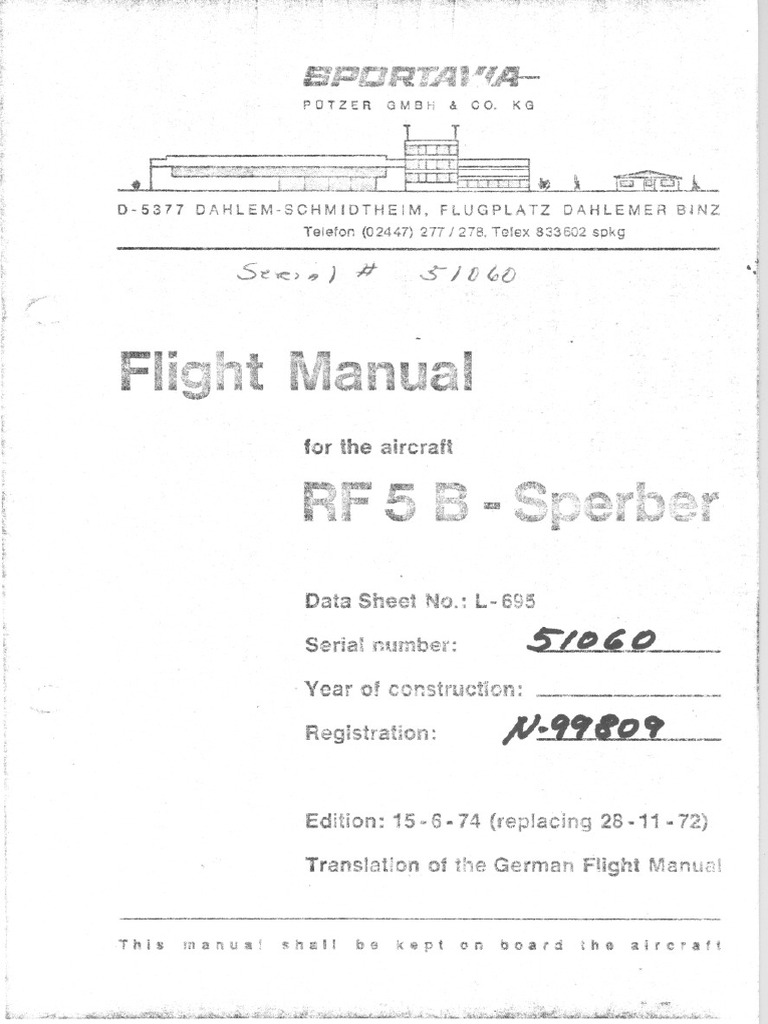 SPORTAVIA
PÜTZER GMBH & CO. KG
D-5377 DAHLEM-SCHMIDTHEIM, FLUGPLATZ DAHLEMER BINZ
Telefon (02447) 277 / 278, Telex 833602 spkg
Serial # 51060
Flight Manual
for the aircraft
RF 5 B - Sperber
Data Sheet No.: L-695
Serial number: 51060
Year of construction:
Registration: N-99809
Edition: 15-6-74 (replacing 28-11-72)
Translation of the German Flight Manual
This manual shall be kept on board the aircraft